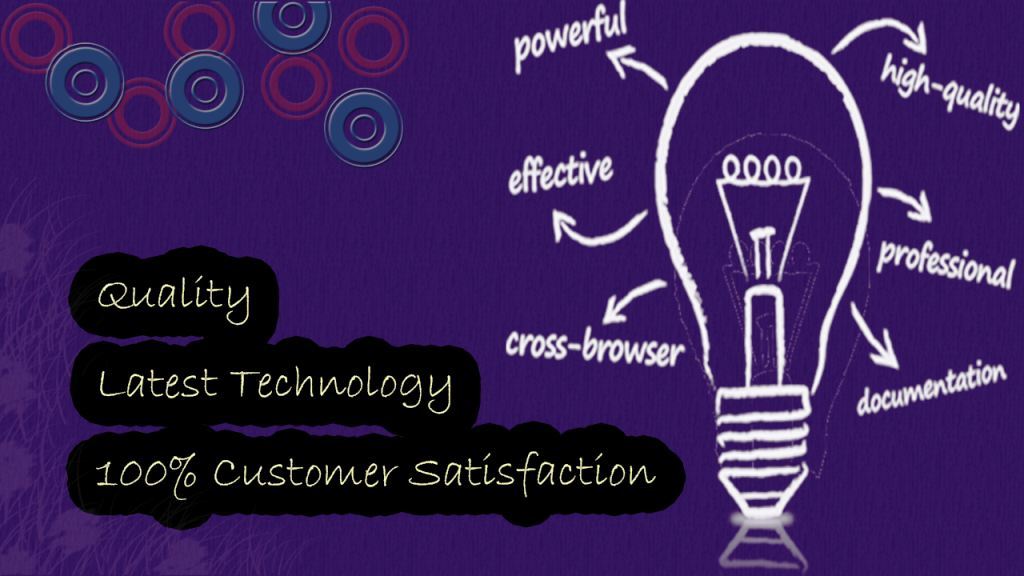 powerful
high-quality
effective
professional
cross-browser
documentation
Quality
Latest Technology
100% Customer Satisfaction